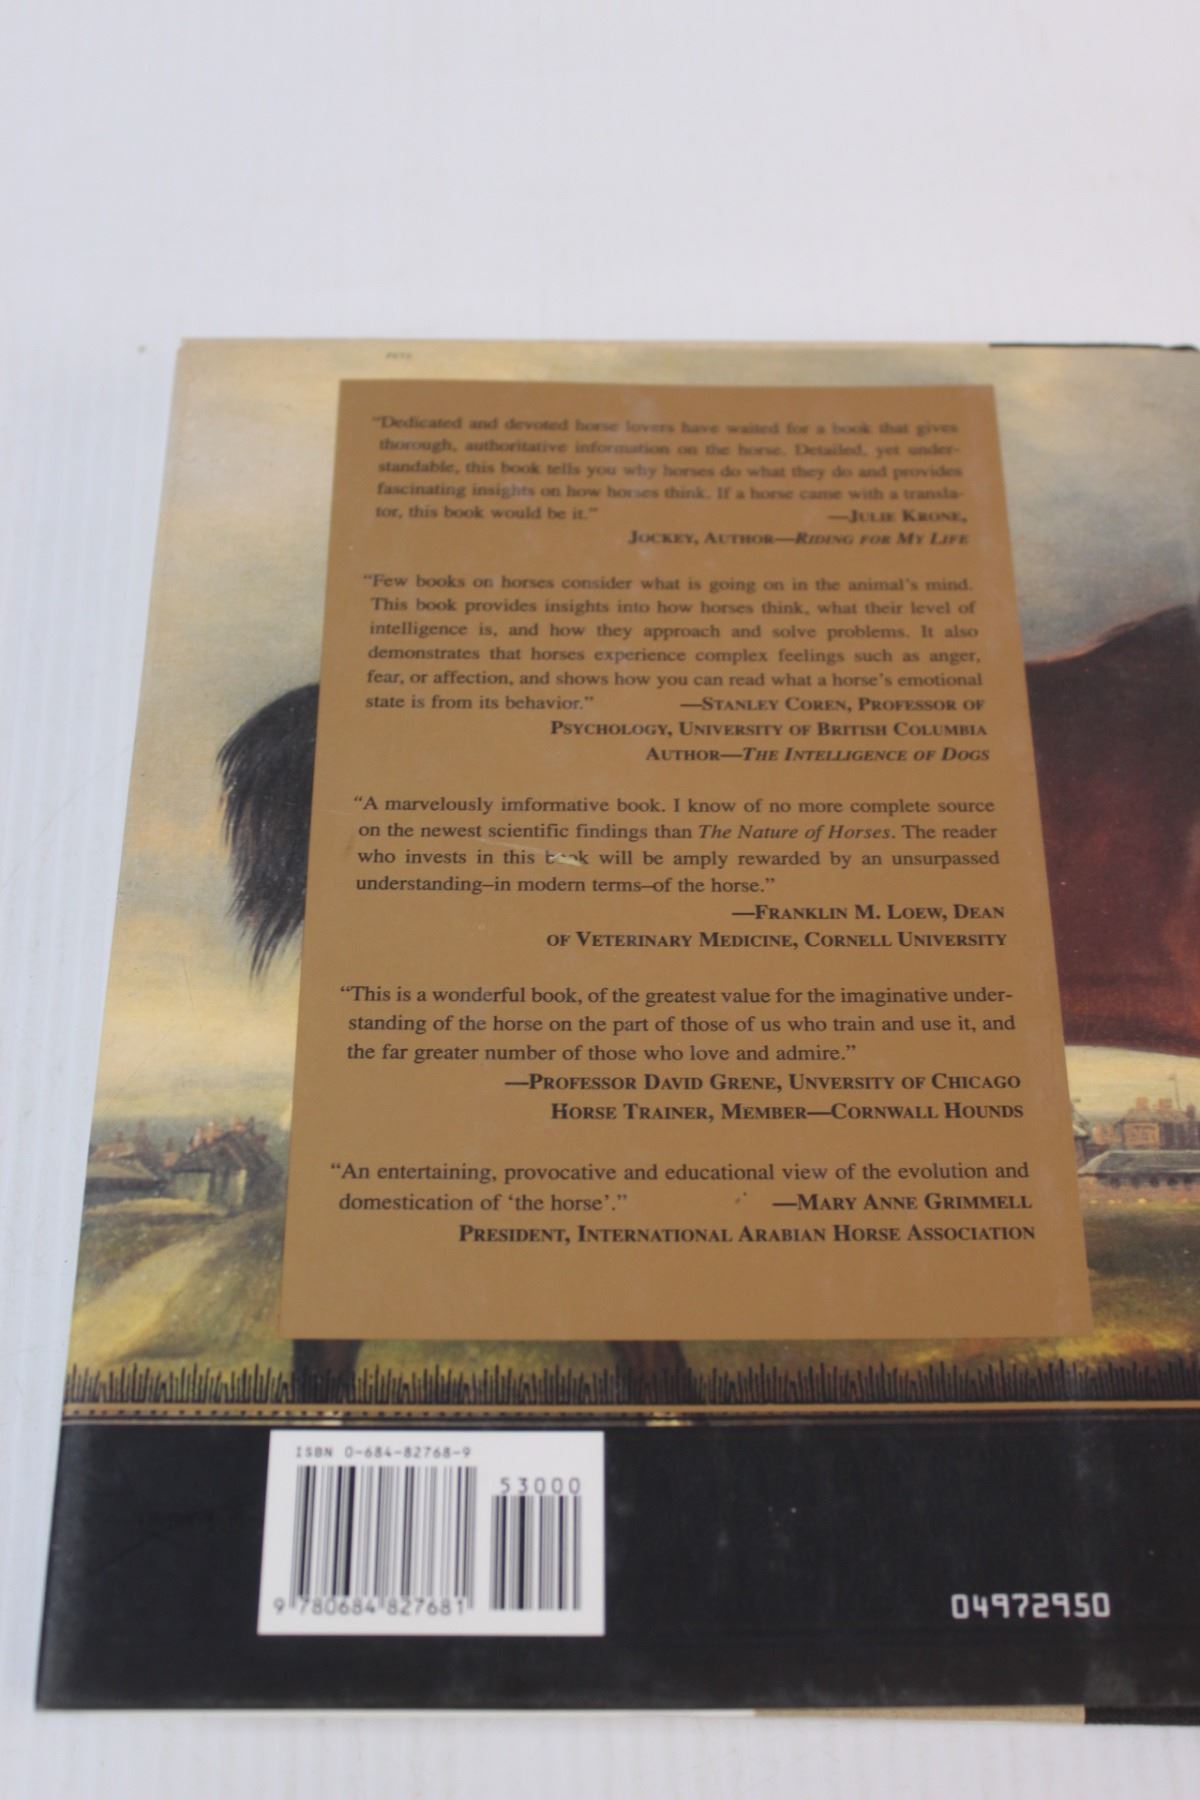 PETS
“Dedicated and devoted horse lovers have waited for a book that gives
thorough, authoritative information on the horse. Detailed, yet under-
standable, this book tells you why horses do what they do and provides
fascinating insights on how horses think. If a horse came with a transla-
tor, this book would be it.” —JULIE KRONE,
JOCKEY, AUTHOR—RIDING FOR MY LIFE
“Few books on horses consider what is going on in the animal’s mind.
This book provides insights into how horses think, what their level of
intelligence is, and how they approach and solve problems. It also
demonstrates that horses experience complex feelings such as anger,
fear, or affection, and shows how you can read what a horse’s emotional
state is from its behavior.” —STANLEY COREN, PROFESSOR OF
PSYCHOLOGY, UNIVERSITY OF BRITISH COLUMBIA
AUTHOR—THE INTELLIGENCE OF DOGS
“A marvelously imformative book. I know of no more complete source
on the newest scientific findings than The Nature of Horses. The reader
who invests in this book will be amply rewarded by an unsurpassed
understanding–in modern terms–of the horse.”
—FRANKLIN M. LOEW, DEAN
OF VETERINARY MEDICINE, CORNELL UNIVERSITY
“This is a wonderful book, of the greatest value for the imaginative under-
standing of the horse on the part of those of us who train and use it, and
the far greater number of those who love and admire.”
—PROFESSOR DAVID GRENE, UNVERSITY OF CHICAGO
HORSE TRAINER, MEMBER—CORNWALL HOUNDS
“An entertaining, provocative and educational view of the evolution and
domestication of ‘the horse’.” —MARY ANNE GRIMMELL
PRESIDENT, INTERNATIONAL ARABIAN HORSE ASSOCIATION
ISBN 0-684-82768-9
53000
9 780684 827681
04972950